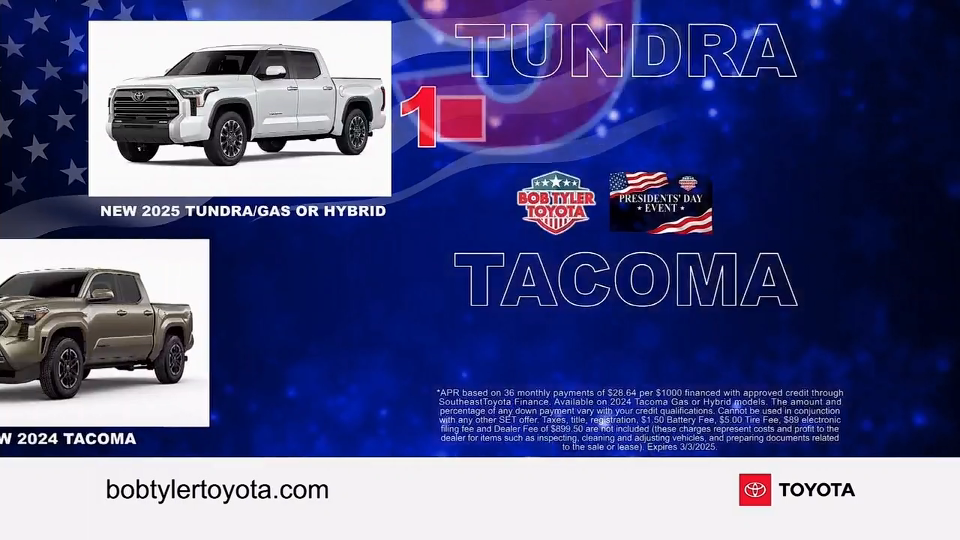 TUNDRA
1
NEW 2025 TUNDRA/GAS OR HYBRID
BOB TYLER
TOYOTA
PRESIDENTS' DAY
EVENT
TACOMA
W 2024 TACOMA
*APR based on 36 monthly payments of $28.64 per $1000 financed with approved credit through
SoutheastToyota Finance. Available on 2024 Tacoma Gas or Hybrid models. The amount and
percentage of any down payment vary with your credit qualifications. Cannot be used in conjunction
with any other SET offer. Taxes, title, registration, $1.50 Battery Fee, $5.00 Tire Fee, $89 electronic
filing fee and Dealer Fee of $899.50 are not included (these charges represent costs and profit to the
dealer for items such as inspecting, cleaning and adjusting vehicles, and preparing documents related
to the sale or lease). Expires 3/3/2025.
bobtylertoyota.com
TOYOTA